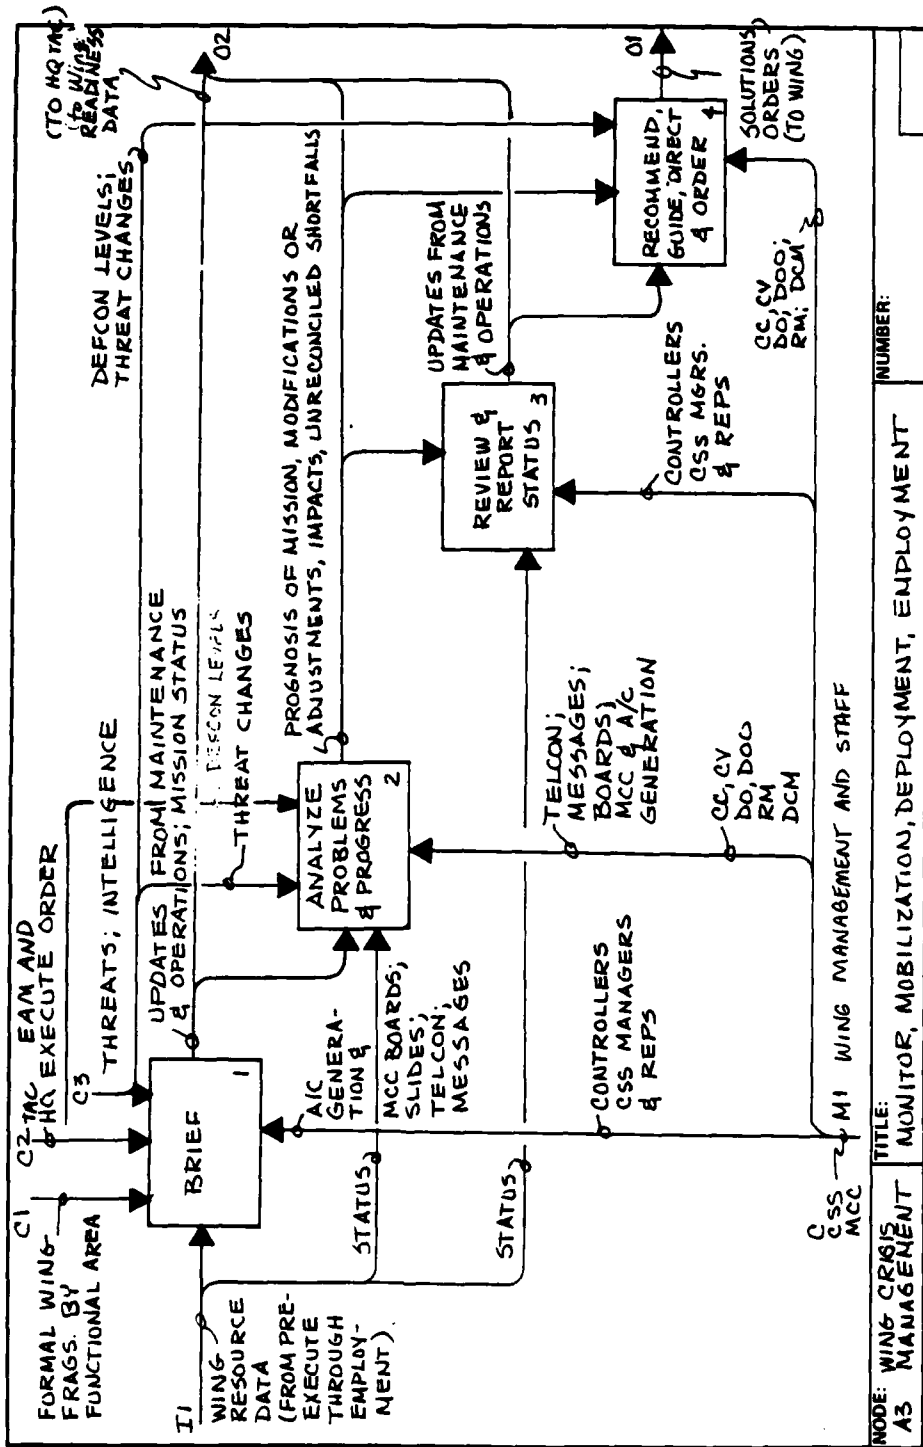 C1
FORMAL WING
FRAGS. BY
FUNCTIONAL AREA
C2 TAC EAM AND
HQ EXECUTE ORDER
C3
THREATS; INTELLIGENCE
I1
WING
RESOURCE
DATA
(FROM PRE-
EXECUTE
THROUGH
EMPLOY-
MENT).
BRIEF
1
UPDATES FROM MAINTENANCE
& OPERATIONS; MISSION STATUS
DEFCON LEVELS
THREAT CHANGES
DEFCON LEVELS;
THREAT CHANGES
(TO HQ TAC)
(to Wing
READINESS
DATA
O2
A/C
GENERA-
TION &
MCC BOARDS;
SLIDES;
TELCON;
MESSAGES
STATUS
STATUS
ANALYZE
PROBLEMS
& PROGRESS
2
PROGNOSIS OF MISSION, MODIFICATIONS OR
ADJUSTMENTS, IMPACTS, UNRECONCILED SHORTFALLS
TELCON;
MESSAGES;
BOARDS;
MCC & A/C
GENERATION
REVIEW &
REPORT
STATUS
3
UPDATES FROM
MAINTENANCE
& OPERATIONS
RECOMMEND,
GUIDE, DIRECT
& ORDER
4
O1
SOLUTIONS,
ORDERS
(TO WING)
CONTROLLERS
CSS MANAGERS
& REPS
CC, CV
DO, DOO
RM
DCM
CONTROLLERS
CSS MGRS.
& REPS
CC, CV
DO, DOO;
RM; DCM
C
CSS
MCC
M1 WING MANAGEMENT AND STAFF
NODE: WING CRISIS
A3 MANAGEMENT
TITLE:
MONITOR, MOBILIZATION, DEPLOYMENT, EMPLOYMENT
NUMBER: